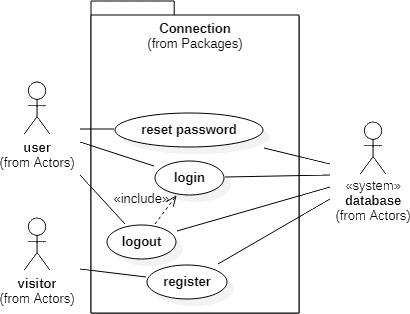 Connection
(from Packages)
reset password
user
(from Actors)
login
«include»
«system»
database
(from Actors)
logout
visitor
(from Actors)
register